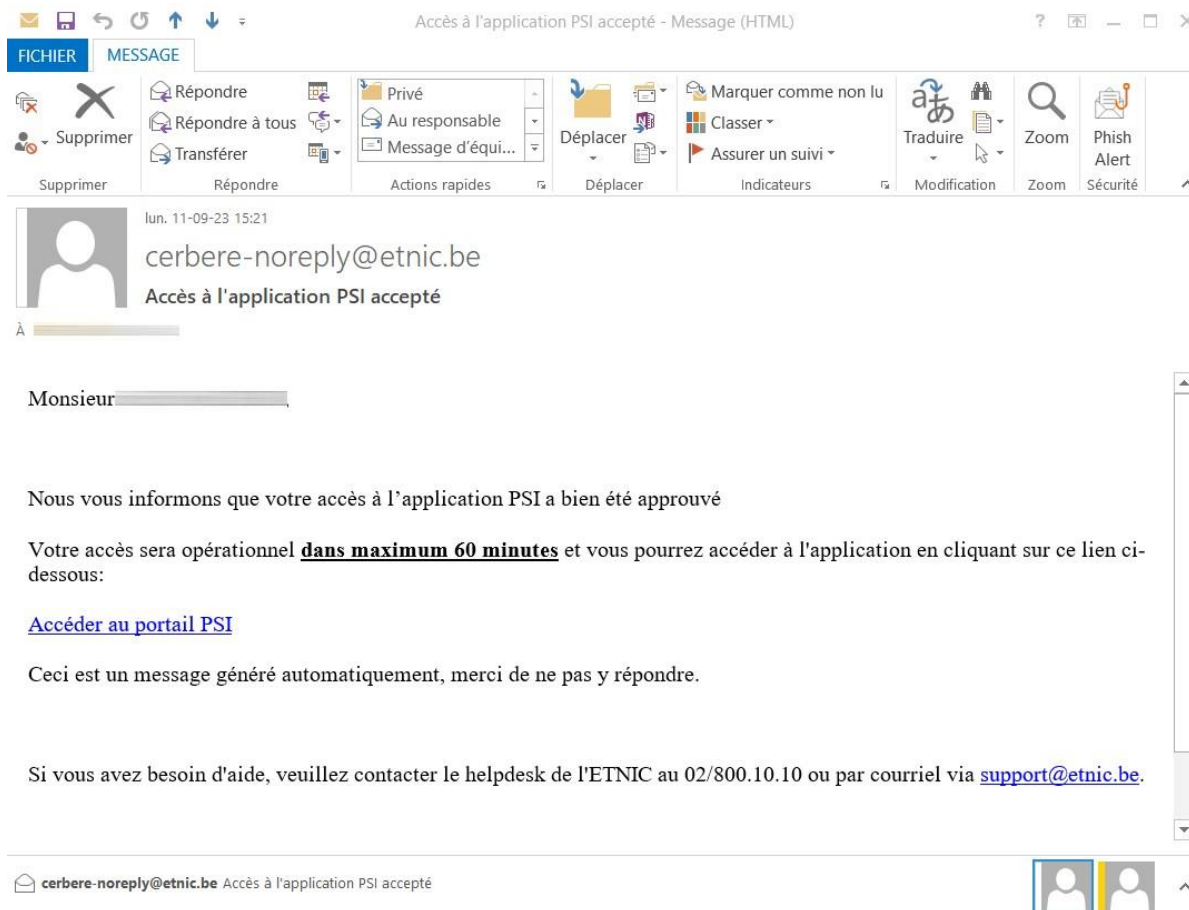 Accès à l'application PSI accepté - Message (HTML)
?
FICHIER MESSAGE
Supprimer
Répondre
Répondre à tous
Transférer
Privé
Au responsable
Message d'équi...
Déplacer
Marquer comme non lu
Classer
Assurer un suivi
Traduire
Zoom
Phish
Alert
Supprimer Répondre Actions rapides Déplacer Indicateurs Modification Zoom Sécurité
lun. 11-09-23 15:21
cerbere-noreply@etnic.be
Accès à l'application PSI accepté
À
Monsieur
Nous vous informons que votre accès à l’application PSI a bien été approuvé
Votre accès sera opérationnel dans maximum 60 minutes et vous pourrez accéder à l'application en cliquant sur ce lien ci-
dessous:
Accéder au portail PSI
Ceci est un message généré automatiquement, merci de ne pas y répondre.
Si vous avez besoin d'aide, veuillez contacter le helpdesk de l'ETNIC au 02/800.10.10 ou par courriel via support@etnic.be.
cerbere-noreply@etnic.be Accès à l'application PSI accepté